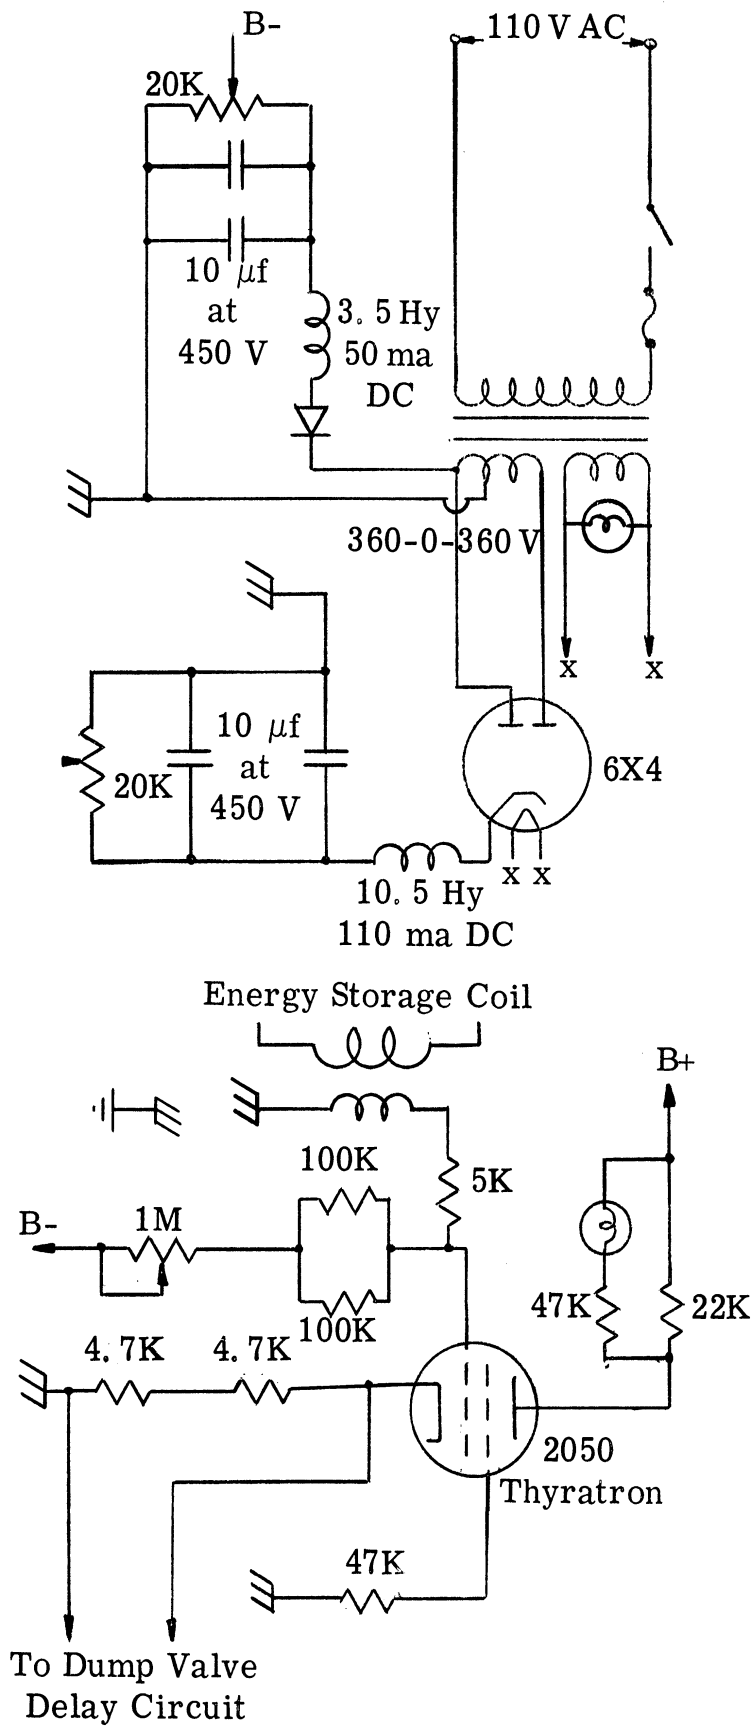 B-
110 V AC
20K
10 μf
at
450 V
3.5 Hy
50 ma
DC
360-0-360 V
x x
10 μf
at
450 V
20K
6X4
x x
10.5 Hy
110 ma DC
Energy Storage Coil
B+
100K
5K
B-
1M
47K
22K
100K
4.7K
4.7K
2050
Thyratron
47K
To Dump Valve
Delay Circuit